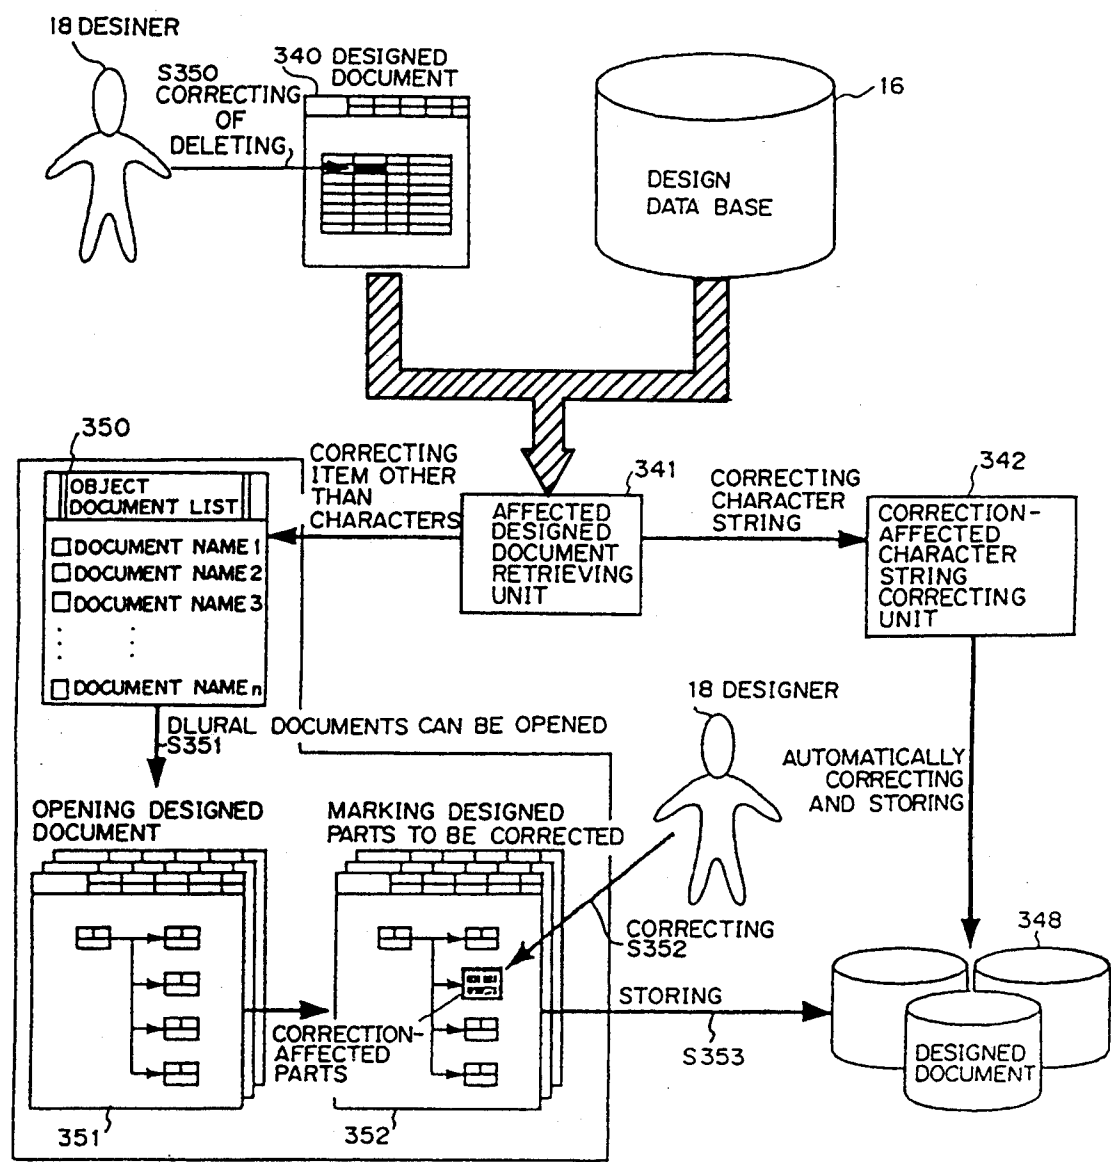 18 DESINER
S350
CORRECTING
OF
DELETING
340 DESIGNED
DOCUMENT
16
DESIGN
DATA BASE
350
OBJECT
DOCUMENT LIST
DOCUMENT NAME 1
DOCUMENT NAME 2
DOCUMENT NAME 3
DOCUMENT NAME n
CORRECTING
ITEM OTHER
THAN
CHARACTERS
341
AFFECTED
DESIGNED
DOCUMENT
RETRIEVING
UNIT
CORRECTING
CHARACTER
STRING
342
CORRECTION-
AFFECTED
CHARACTER
STRING
CORRECTING
UNIT
DLURAL DOCUMENTS CAN BE OPENED
S351
18 DESIGNER
AUTOMATICALLY
CORRECTING
AND STORING
OPENING DESIGNED
DOCUMENT
MARKING DESIGNED
PARTS TO BE CORRECTED
CORRECTING
S352
CORRECTION-
AFFECTED
PARTS
STORING
S353
348
DESIGNED
DOCUMENT
351
352